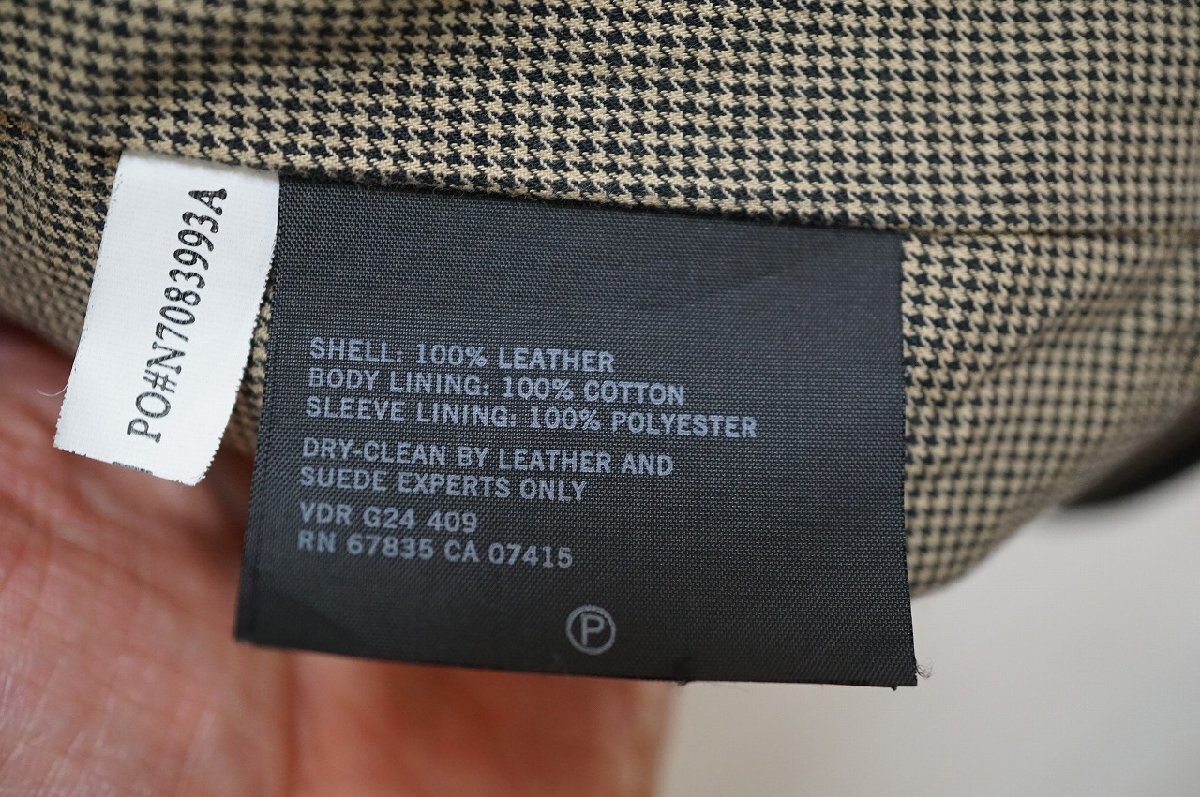 PO#N7083993A
SHELL: 100% LEATHER
BODY LINING: 100% COTTON
SLEEVE LINING: 100% POLYESTER
DRY-CLEAN BY LEATHER AND
SUEDE EXPERTS ONLY
VDR G24 409
RN 67835 CA 07415
P